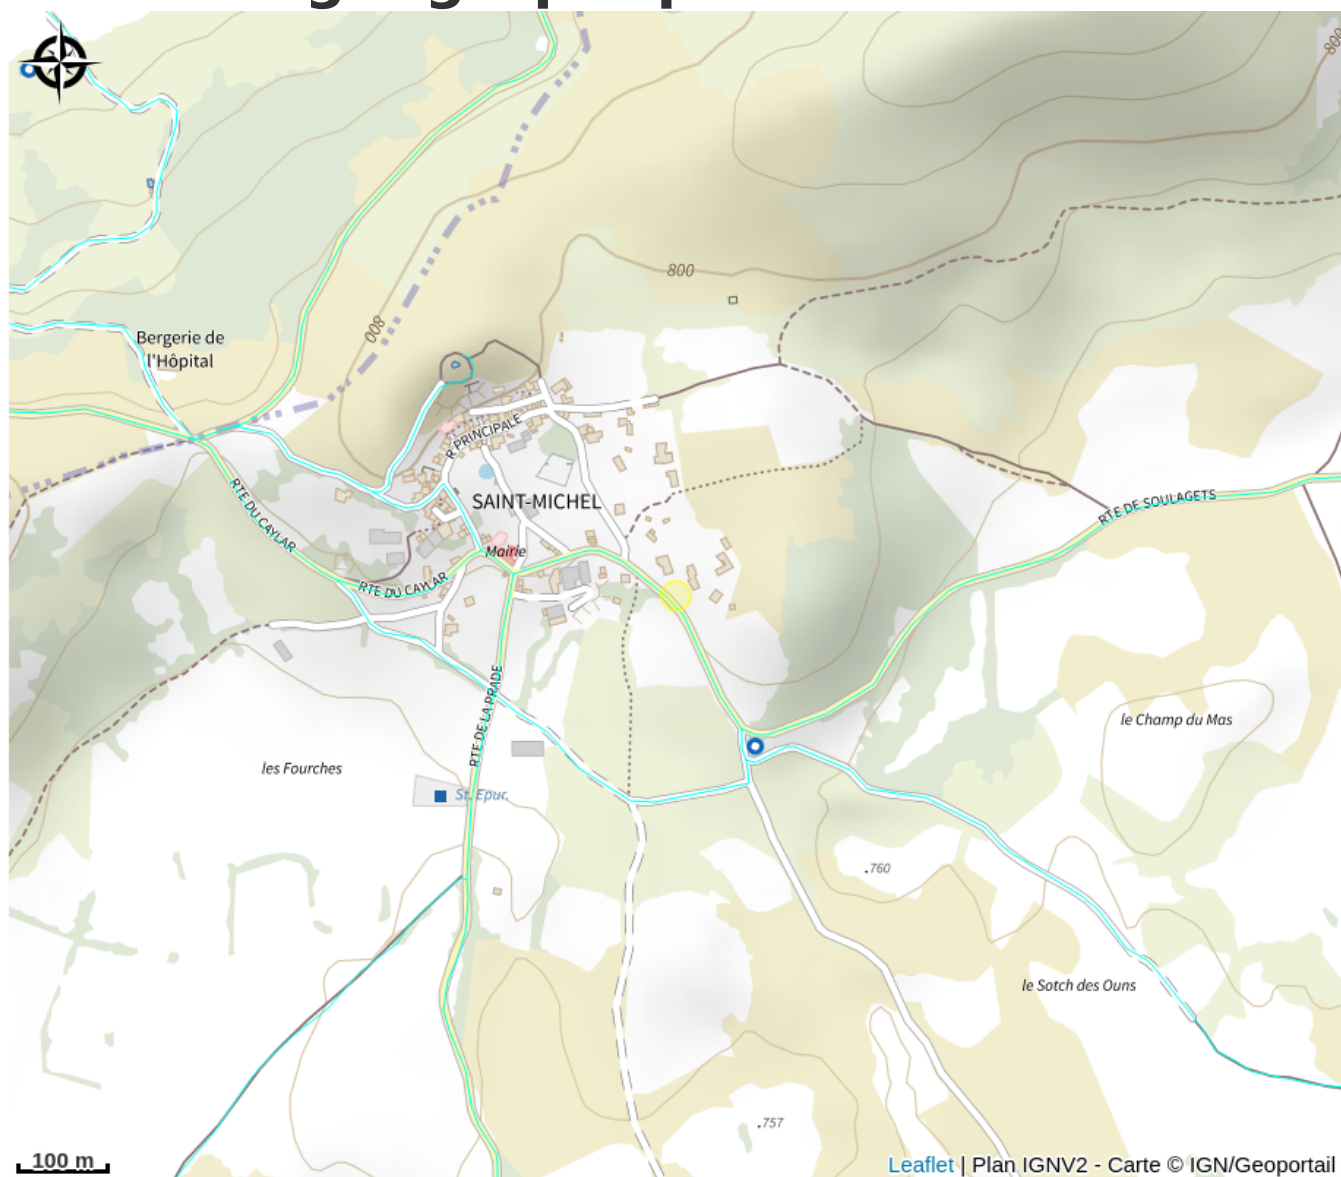 800
800
800
Bergerie de
l'Hôpital
R PRINCIPALE
SAINT-MICHEL
RTE DU CAYLAR
Mairie
RTE DU CAYLAR
RTE DE SOULAGETS
RTE DE LA PRADE
le Champ du Mas
les Fourches
St. Epur.
760
le Sotch des Ouns
757
100 m
Leaflet | Plan IGNV2 - Carte © IGN/Geoportail